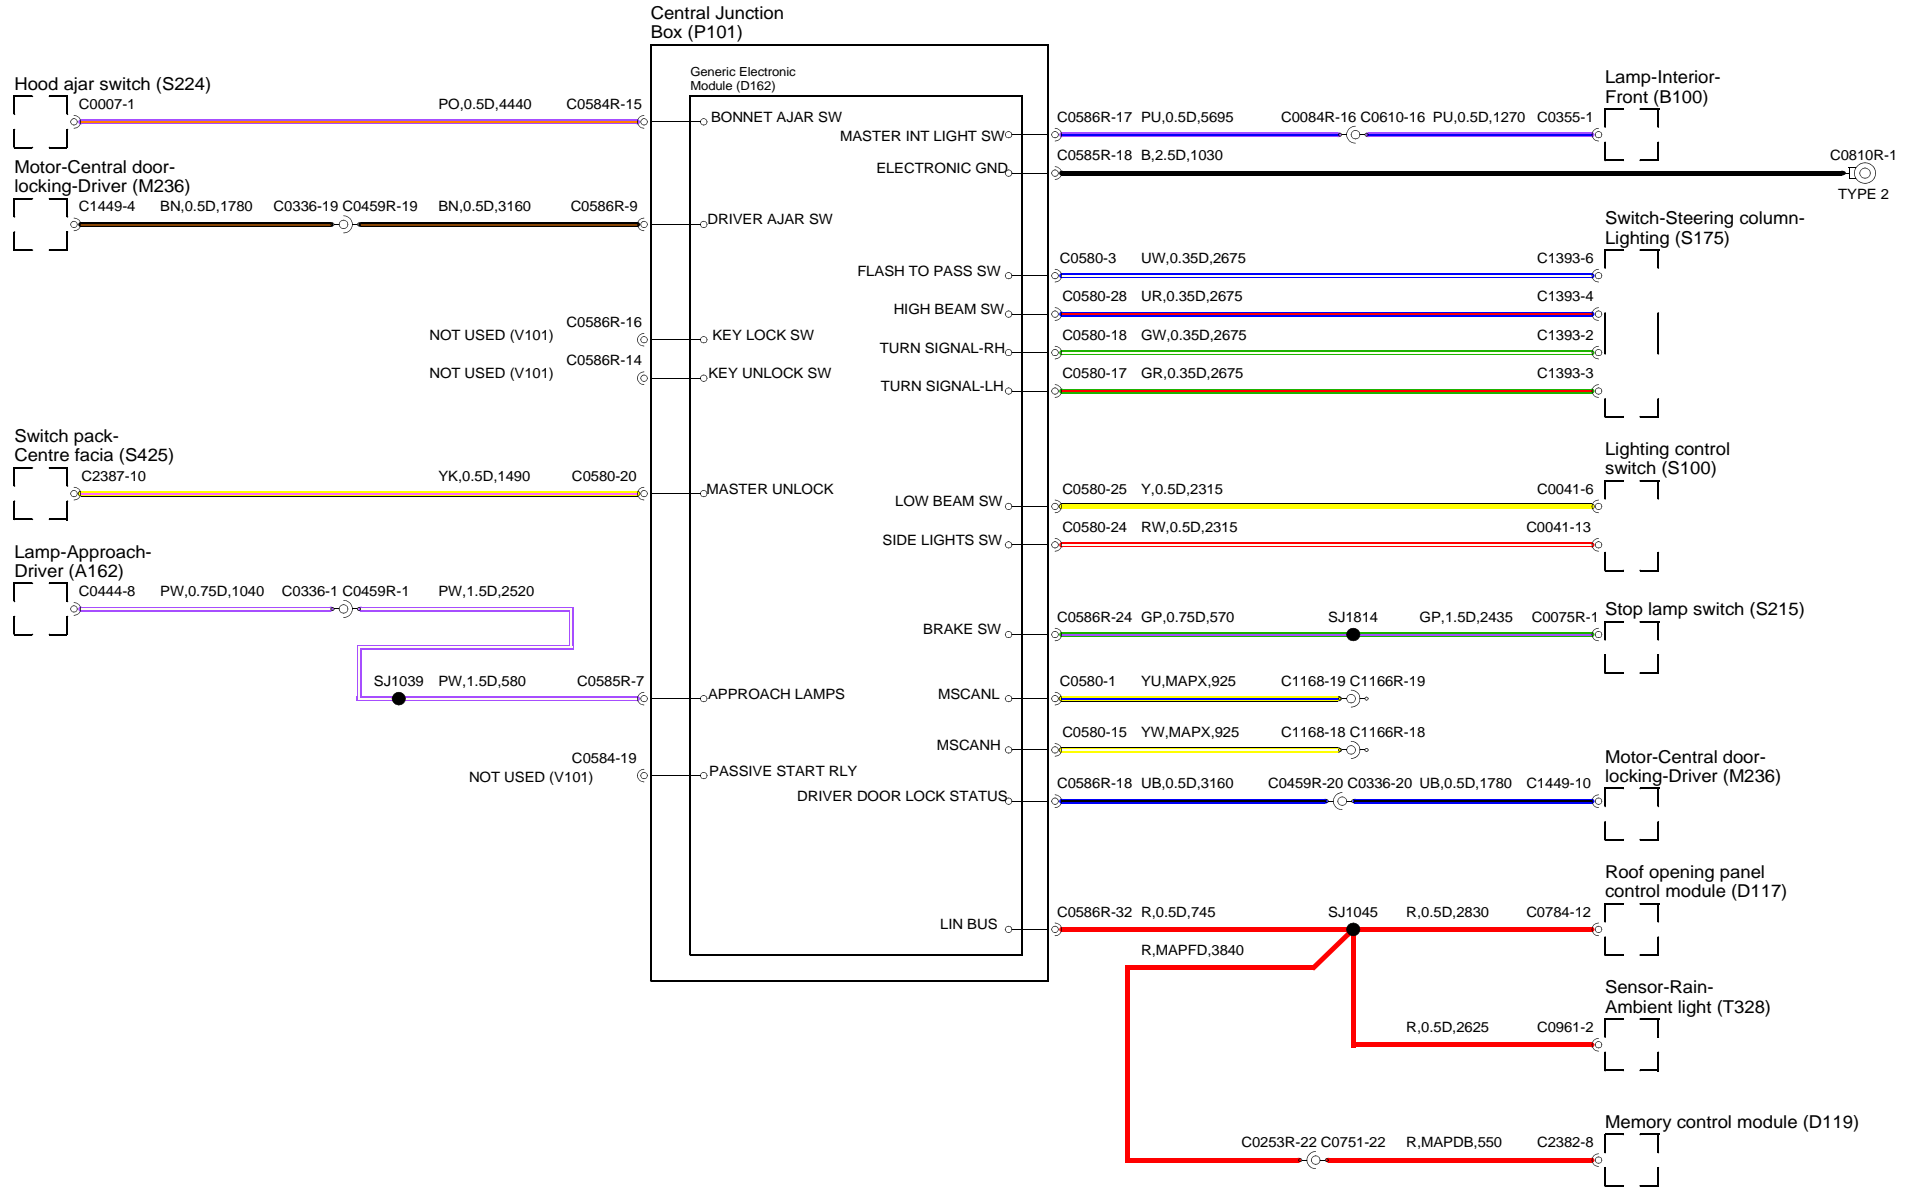 Central Junction
Box (P101)
Generic Electronic
Module (D162)
Hood ajar switch (S224)
C0007-1 PO,0.5D,4440 C0584R-15
BONNET AJAR SW
Motor-Central door-
locking-Driver (M236)
C1449-4 BN,0.5D,1780 C0336-19 C0459R-19 BN,0.5D,3160 C0586R-9
DRIVER AJAR SW
C0586R-16
NOT USED (V101)
KEY LOCK SW
C0586R-14
NOT USED (V101)
KEY UNLOCK SW
Switch pack-
Centre facia (S425)
C2387-10 YK,0.5D,1490 C0580-20
MASTER UNLOCK
Lamp-Approach-
Driver (A162)
C0444-8 PW,0.75D,1040 C0336-1 C0459R-1 PW,1.5D,2520
SJ1039 PW,1.5D,580 C0585R-7
APPROACH LAMPS
C0584-19
NOT USED (V101)
PASSIVE START RLY
Lamp-Interior-
Front (B100)
MASTER INT LIGHT SW
C0586R-17 PU,0.5D,5695 C0084R-16 C0610-16 PU,0.5D,1270 C0355-1
ELECTRONIC GND
C0585R-18 B,2.5D,1030 C0810R-1
TYPE 2
Switch-Steering column-
Lighting (S175)
FLASH TO PASS SW
C0580-3 UW,0.35D,2675 C1393-6
HIGH BEAM SW
C0580-28 UR,0.35D,2675 C1393-4
TURN SIGNAL-RH
C0580-18 GW,0.35D,2675 C1393-2
TURN SIGNAL-LH
C0580-17 GR,0.35D,2675 C1393-3
Lighting control
switch (S100)
LOW BEAM SW
C0580-25 Y,0.5D,2315 C0041-6
SIDE LIGHTS SW
C0580-24 RW,0.5D,2315 C0041-13
Stop lamp switch (S215)
BRAKE SW
C0586R-24 GP,0.75D,570 SJ1814 GP,1.5D,2435 C0075R-1
MSCANL
C0580-1 YU,MAPX,925 C1168-19 C1166R-19
MSCANH
C0580-15 YW,MAPX,925 C1168-18 C1166R-18
Motor-Central door-
locking-Driver (M236)
DRIVER DOOR LOCK STATUS
C0586R-18 UB,0.5D,3160 C0459R-20 C0336-20 UB,0.5D,1780 C1449-10
Roof opening panel
control module (D117)
LIN BUS
C0586R-32 R,0.5D,745 SJ1045 R,0.5D,2830 C0784-12
R,MAPFD,3840
Sensor-Rain-
Ambient light (T328)
R,0.5D,2625 C0961-2
Memory control module (D119)
C0253R-22 C0751-22 R,MAPDB,550 C2382-8